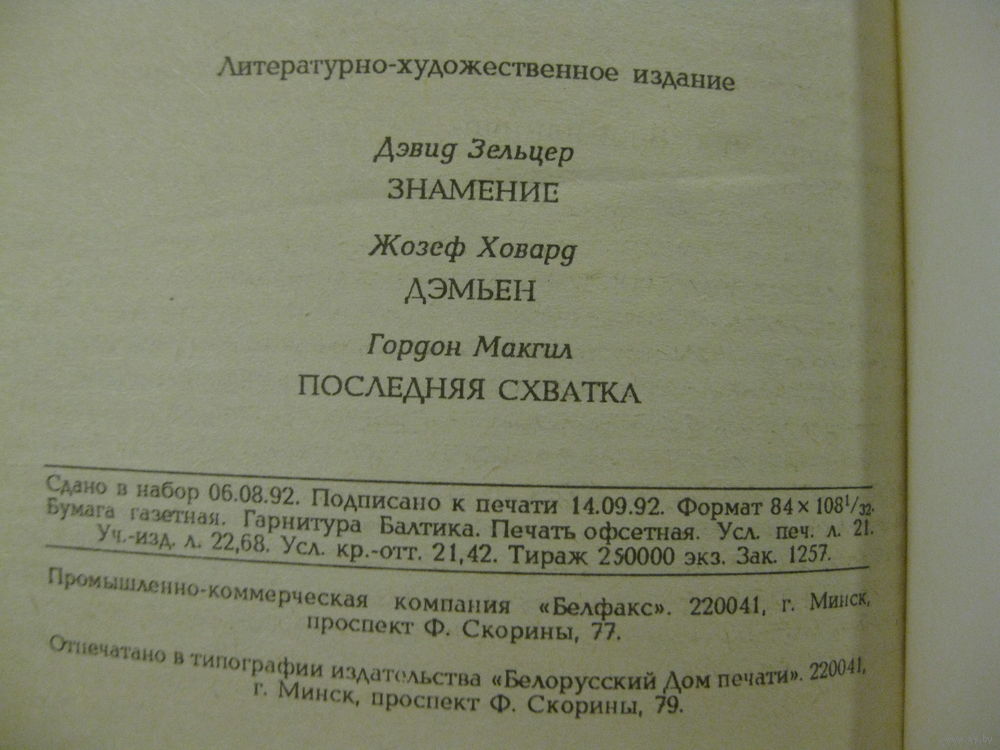 Литературно-художественное издание
Дэвид Зельцер
ЗНАМЕНИЕ
Жозеф Ховард
ДЭМЬЕН
Гордон Макгил
ПОСЛЕДНЯЯ СХВАТКА
Сдано в набор 06.08.92. Подписано к печати 14.09.92. Формат 84×108¹/₃₂.
Бумага газетная. Гарнитура Балтика. Печать офсетная. Усл. печ. л. 21.
Уч.-изд. л. 22,68. Усл. кр.-отт. 21,42. Тираж 250000 экз. Зак. 1257.
Промышленно-коммерческая компания «Белфакс». 220041, г. Минск,
проспект Ф. Скорины, 77.
Отпечатано в типографии издательства «Белорусский Дом печати». 220041,
г. Минск, проспект Ф. Скорины, 79.